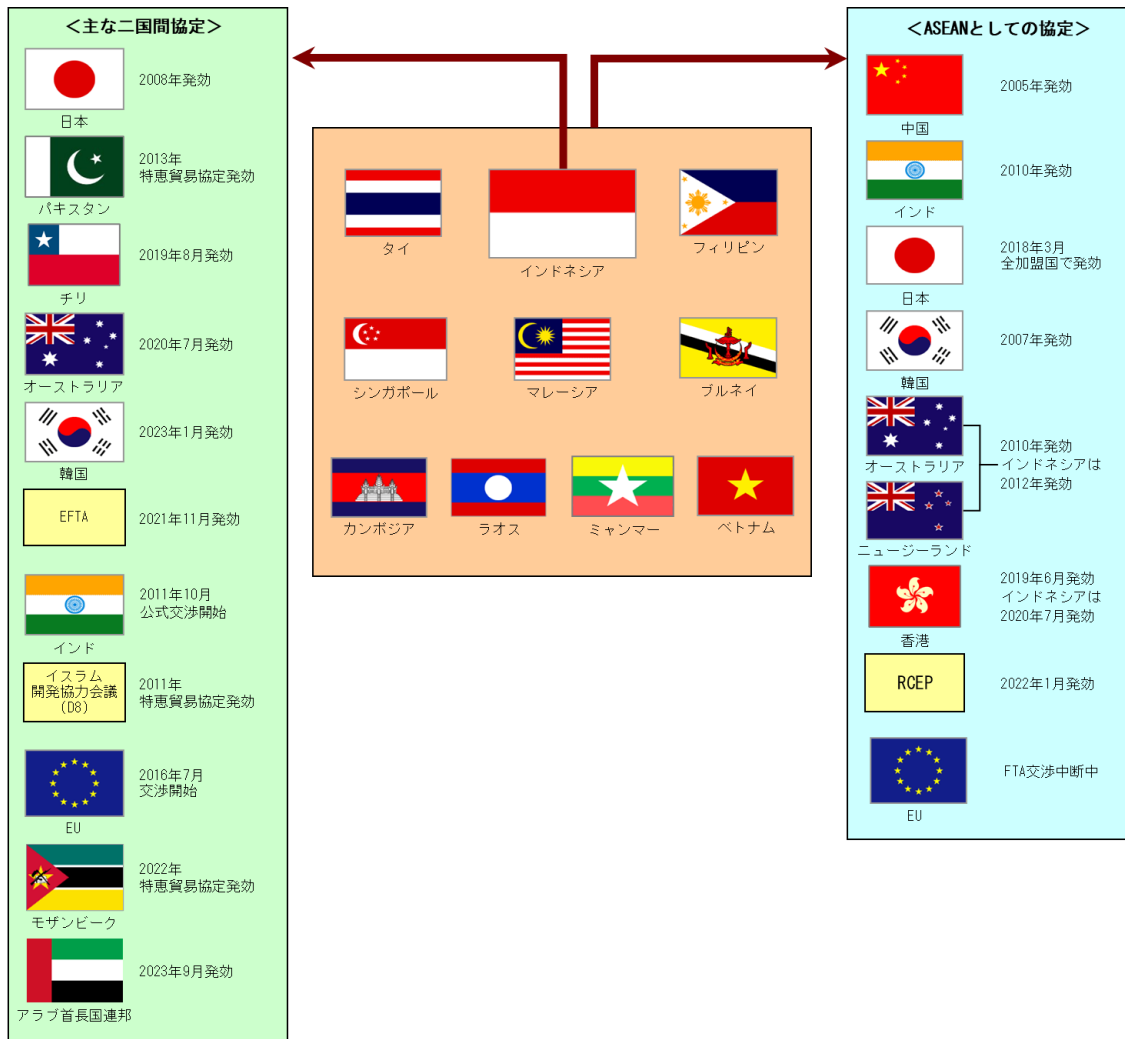 ＜主な二国間協定＞
2008年発効
日本
2013年
特恵貿易協定発効
パキスタン
2019年8月発効
チリ
2020年7月発効
オーストラリア
2023年1月発効
韓国
EFTA
2021年11月発効
2011年10月
公式交渉開始
インド
イスラム
開発協力会議
(D8)
2011年
特恵貿易協定発効
2016年7月
交渉開始
EU
2022年
特恵貿易協定発効
モザンビーク
2023年9月発効
アラブ首長国連邦
タイ
インドネシア
フィリピン
シンガポール
マレーシア
ブルネイ
カンボジア
ラオス
ミャンマー
ベトナム
＜ASEANとしての協定＞
2005年発効
中国
2010年発効
インド
2018年3月
全加盟国で発効
日本
2007年発効
韓国
オーストラリア
2010年発効
インドネシアは
2012年発効
ニュージーランド
2019年6月発効
インドネシアは
2020年7月発効
香港
RCEP
2022年1月発効
FTA交渉中断中
EU